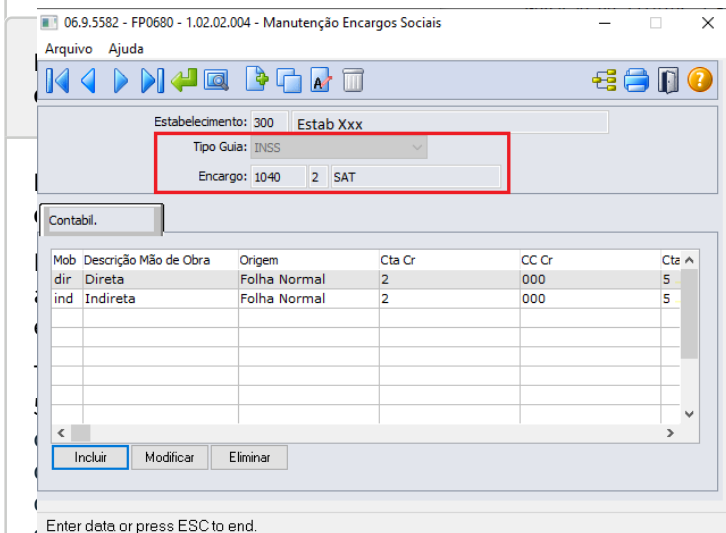 06.9.5582 - FP0680 - 1.02.02.004 - Manutenção Encargos Sociais
Arquivo Ajuda
Estabelecimento: 300 Estab Xxx
Tipo Guia: INSS
Encargo: 1040 2 SAT
Contabil.
Mob Descrição Mão de Obra Origem Cta Cr CC Cr Cta
dir Direta Folha Normal 2 000 5
ind Indireta Folha Normal 2 000 5
Incluir Modificar Eliminar
Enter data or press ESC to end.